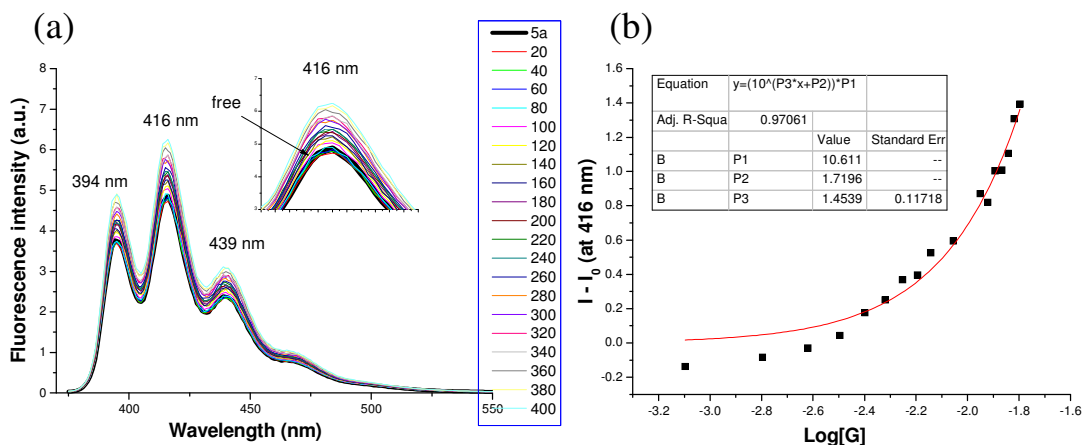 (a)
Fluorescence intensity (a.u.)
8
7
6
5
4
3
2
1
0
394 nm
416 nm
439 nm
free
416 nm
400
450
500
550
Wavelength (nm)
5a
20
40
60
80
100
120
140
160
180
200
220
240
260
280
300
320
340
360
380
400
(b)
I - I0 (at 416 nm)
1.6
1.4
1.2
1.0
0.8
0.6
0.4
0.2
0.0
-0.2
Equation y=(10^(P3*x+P2))*P1
Adj. R-Squa 0.97061
Value Standard Err
B P1 10.611 --
B P2 1.7196 --
B P3 1.4539 0.11718
-3.2 -3.0 -2.8 -2.6 -2.4 -2.2 -2.0 -1.8 -1.6
Log[G]